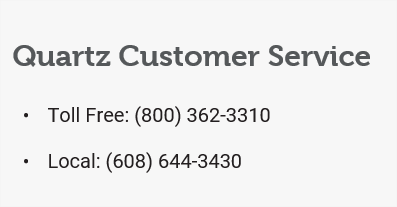 Quartz Customer Service
• Toll Free: (800) 362-3310
• Local: (608) 644-3430